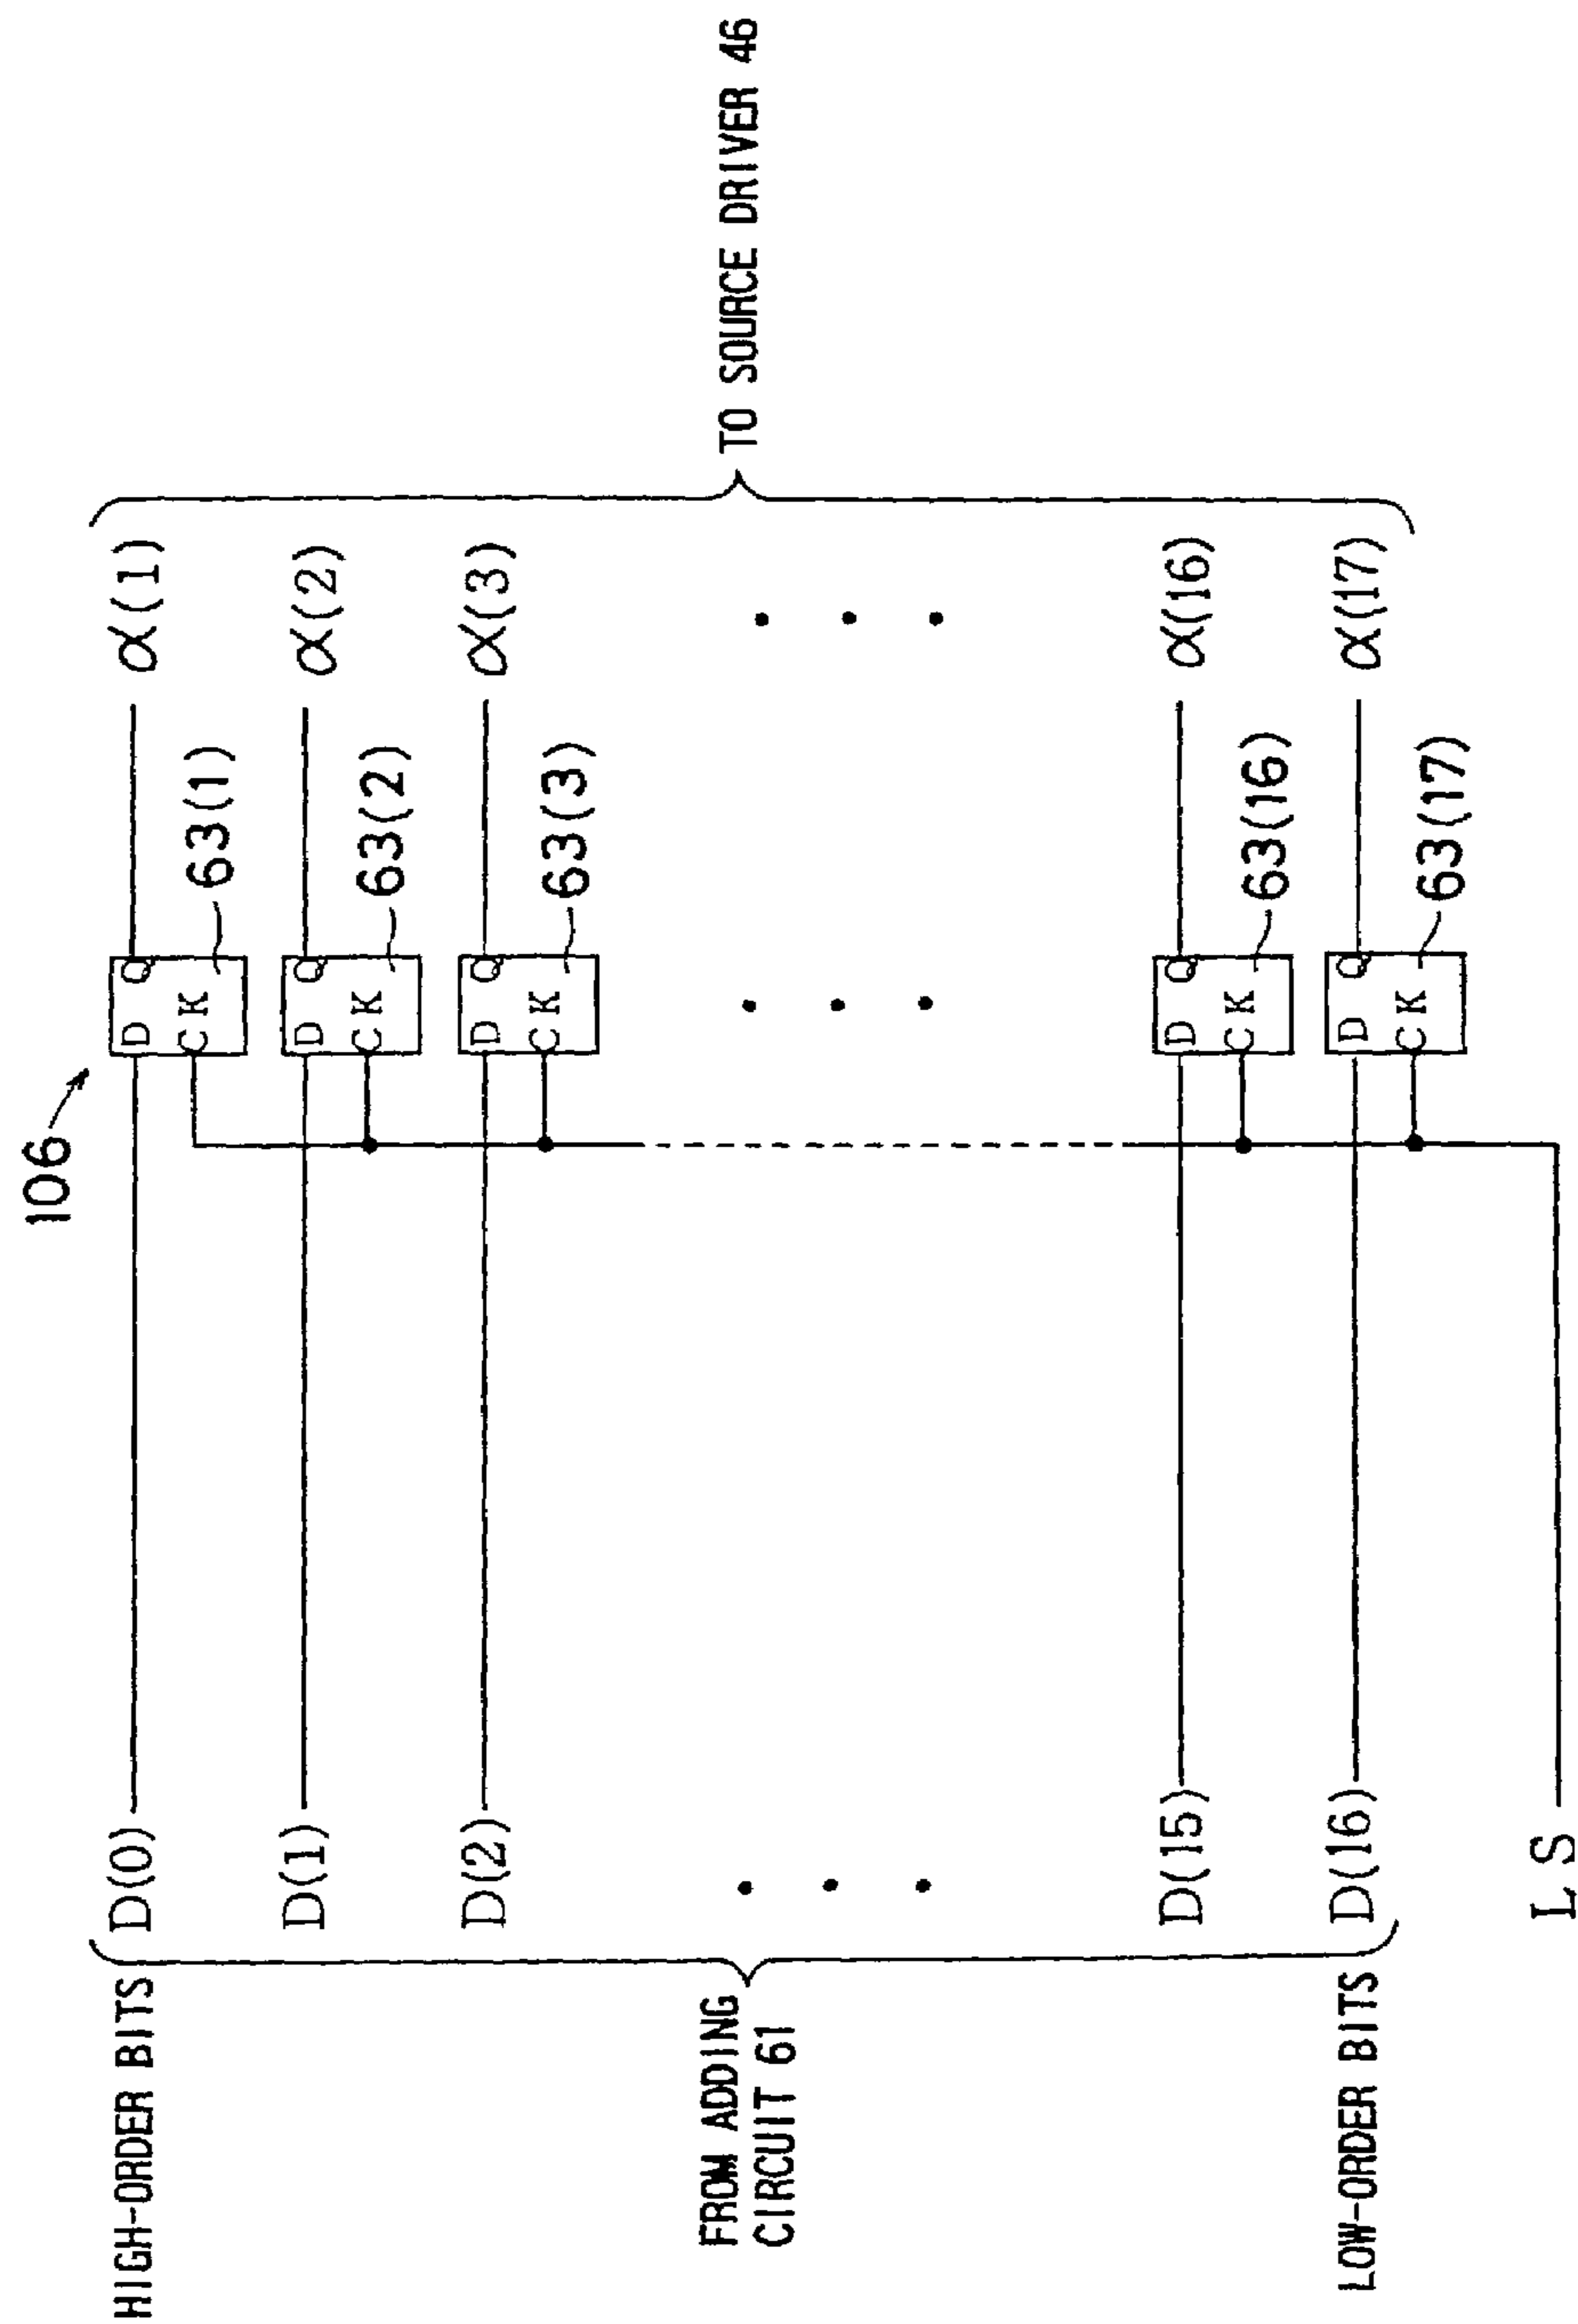 106
HIGH-ORDER BITS
D(0)
D
Q
CK
63(1)
α(1)
D(1)
D
Q
CK
63(2)
α(2)
D(2)
D
Q
CK
63(3)
α(3)
FROM ADDING
CIRCUIT 61
TO SOURCE DRIVER 46
D(15)
D
Q
CK
63(16)
α(16)
LOW-ORDER BITS
D(16)
D
Q
CK
63(17)
α(17)
LS